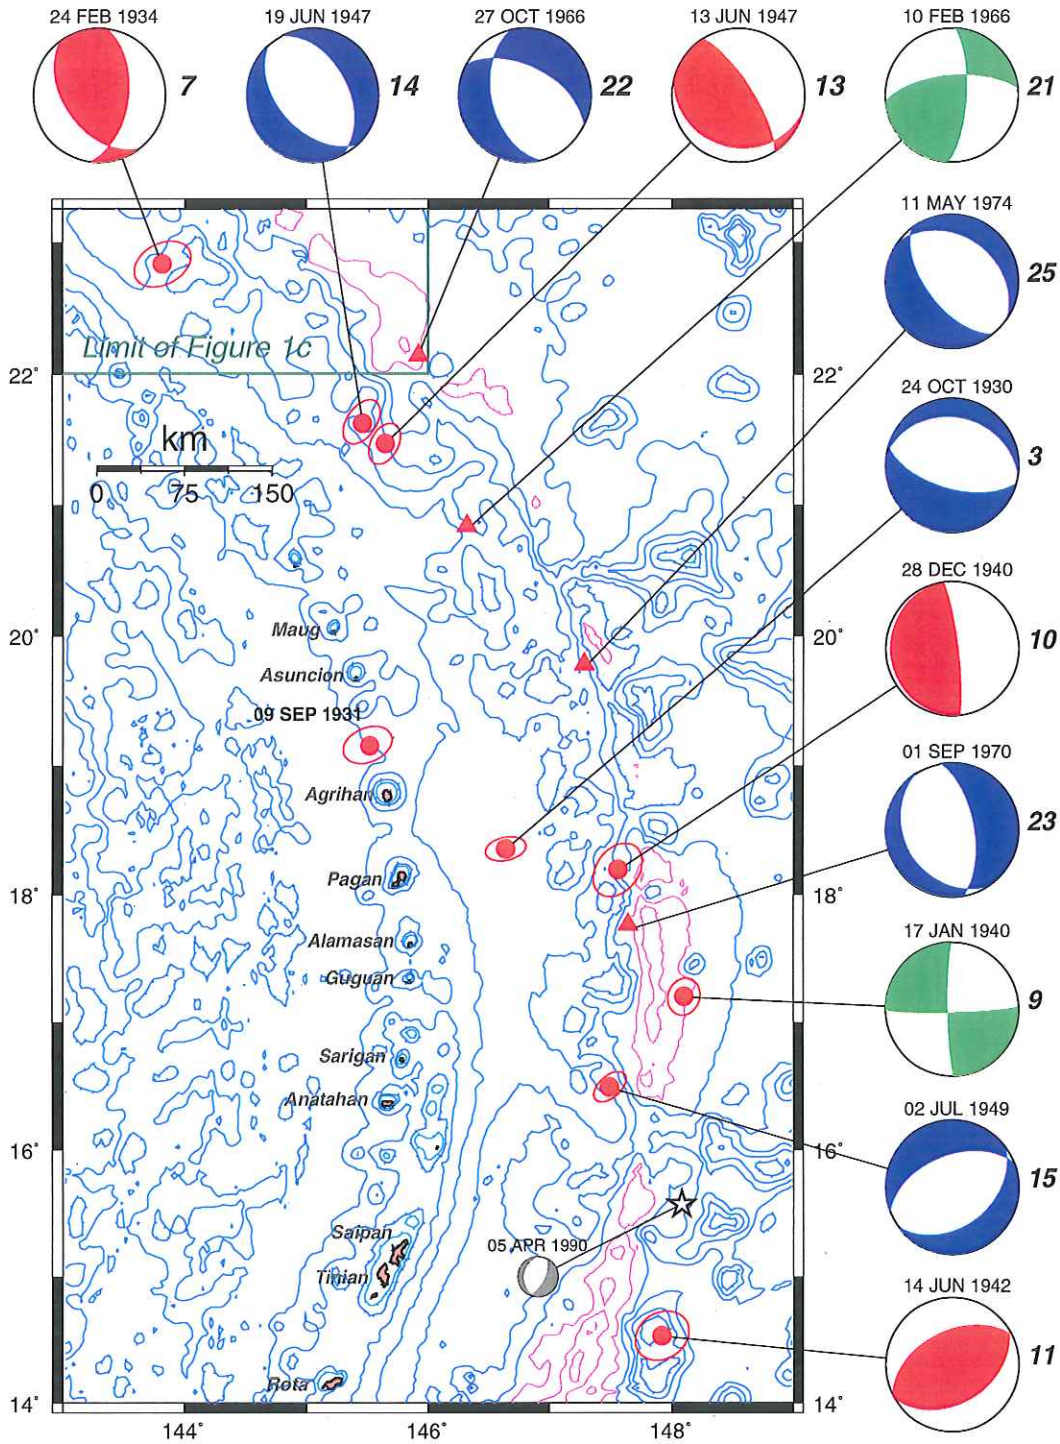 24 FEB 1934
7
19 JUN 1947
14
27 OCT 1966
22
13 JUN 1947
13
10 FEB 1966
21
11 MAY 1974
25
Limit of Figure 1c
22°
22°
24 OCT 1930
3
km
0 75 150
28 DEC 1940
10
20°
20°
Maug
Asuncion
09 SEP 1931
Agrihan
01 SEP 1970
23
Pagan
18°
18°
Alamasan
17 JAN 1940
9
Guguan
Sarigan
Anatahan
02 JUL 1949
15
16°
16°
Saipan
05 APR 1990
Tinian
14 JUN 1942
11
Rota
14°
14°
144° 146° 148°